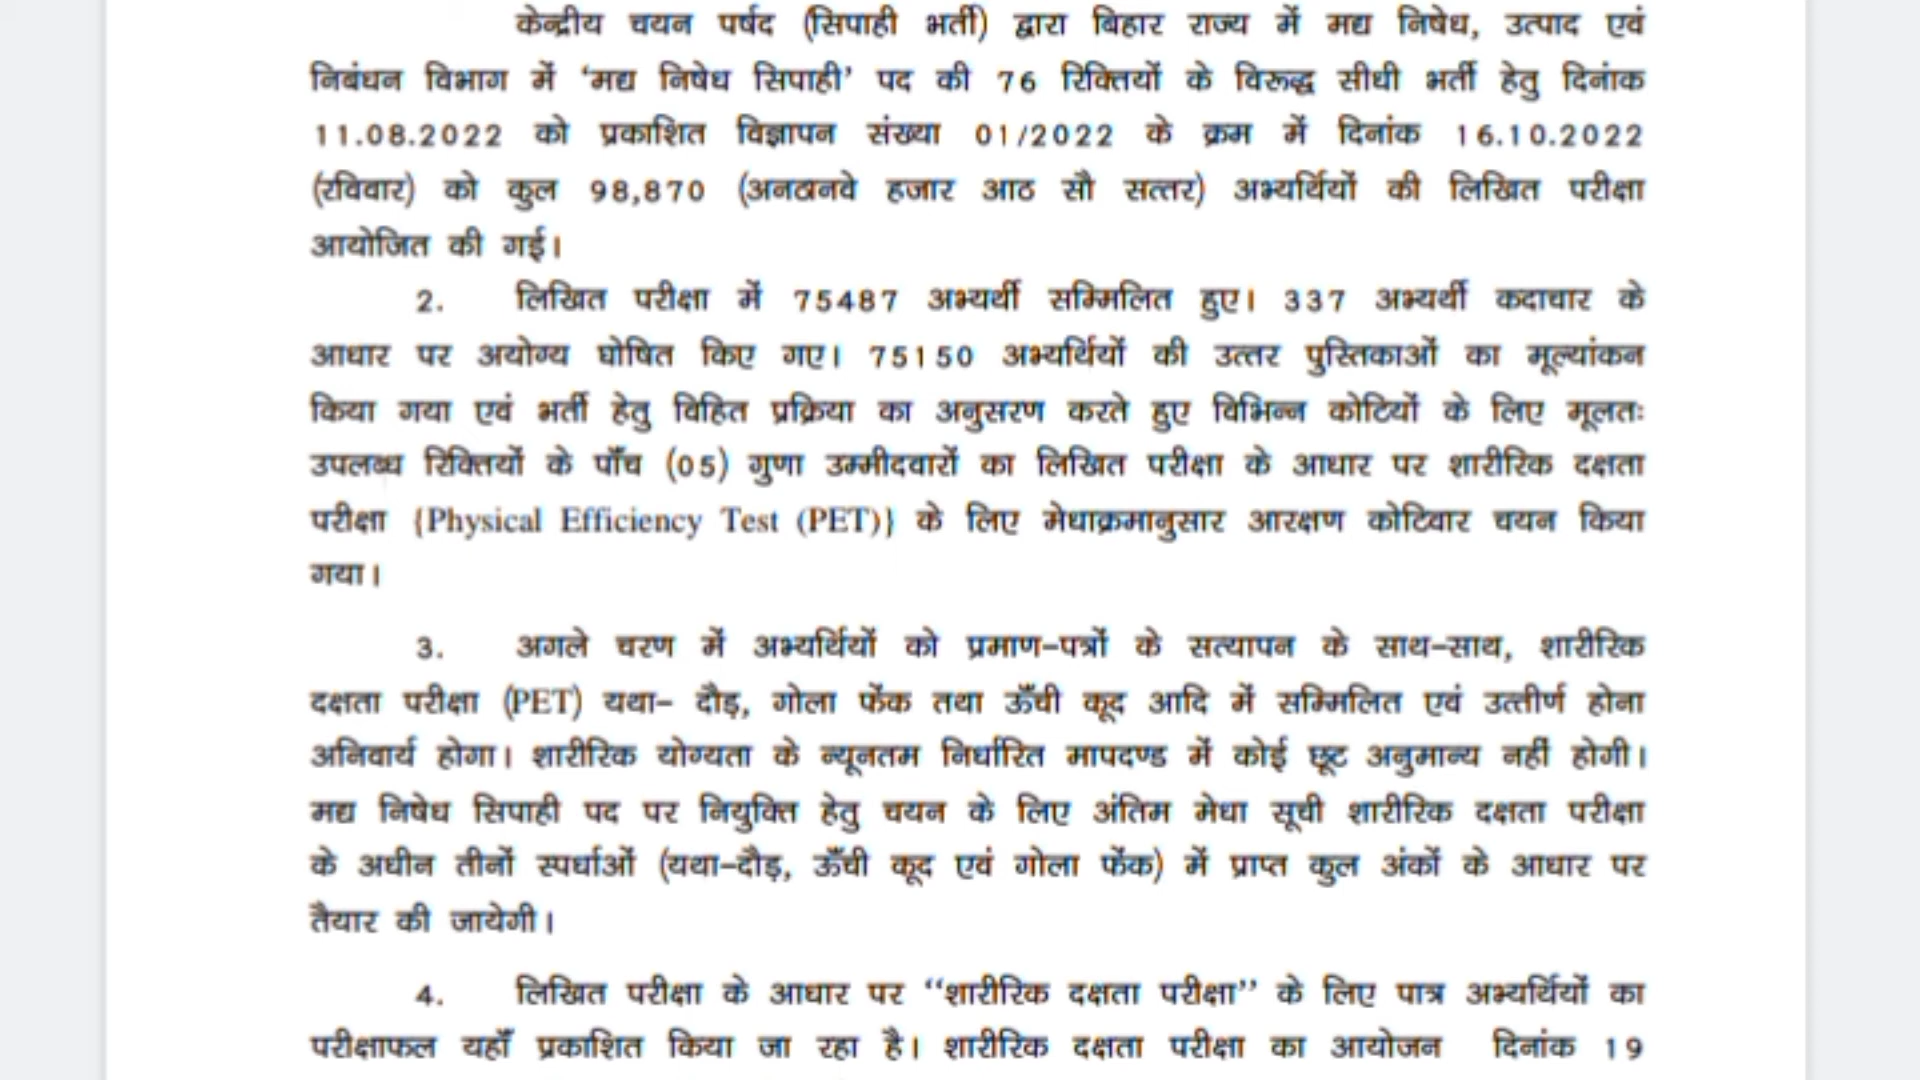 केन्द्रीय चयन पर्षद (सिपाही भर्ती) द्वारा बिहार राज्य में मद्य निषेध, उत्पाद एवं
निबंधन विभाग में ‘मद्य निषेध सिपाही’ पद की 76 रिक्तियों के विरूद्ध सीधी भर्ती हेतु दिनांक
11.08.2022 को प्रकाशित विज्ञापन संख्या 01/2022 के क्रम में दिनांक 16.10.2022
(रविवार) को कुल 98,870 (अनठानवे हजार आठ सौ सत्तर) अभ्यर्थियों की लिखित परीक्षा
आयोजित की गई।
2. लिखित परीक्षा में 75487 अभ्यर्थी सम्मिलित हुए। 337 अभ्यर्थी कदाचार के
आधार पर अयोग्य घोषित किए गए। 75150 अभ्यर्थियों की उत्तर पुस्तिकाओं का मूल्यांकन
किया गया एवं भर्ती हेतु विहित प्रक्रिया का अनुसरण करते हुए विभिन्न कोटियों के लिए मूलतः
उपलब्ध रिक्तियों के पाँच (05) गुणा उम्मीदवारों का लिखित परीक्षा के आधार पर शारीरिक दक्षता
परीक्षा {Physical Efficiency Test (PET)} के लिए मेधाक्रमानुसार आरक्षण कोटिवार चयन किया
गया।
3. अगले चरण में अभ्यर्थियों को प्रमाण-पत्रों के सत्यापन के साथ-साथ, शारीरिक
दक्षता परीक्षा (PET) यथा- दौड़, गोला फेंक तथा ऊँची कूद आदि में सम्मिलित एवं उत्तीर्ण होना
अनिवार्य होगा। शारीरिक योग्यता के न्यूनतम निर्धारित मापदण्ड में कोई छूट अनुमान्य नहीं होगी।
मद्य निषेध सिपाही पद पर नियुक्ति हेतु चयन के लिए अंतिम मेधा सूची शारीरिक दक्षता परीक्षा
के अधीन तीनों स्पर्धाओं (यथा-दौड़, ऊँची कूद एवं गोला फेंक) में प्राप्त कुल अंकों के आधार पर
तैयार की जायेगी।
4. लिखित परीक्षा के आधार पर “शारीरिक दक्षता परीक्षा” के लिए पात्र अभ्यर्थियों का
परीक्षाफल यहाँ प्रकाशित किया जा रहा है। शारीरिक दक्षता परीक्षा का आयोजन दिनांक 19